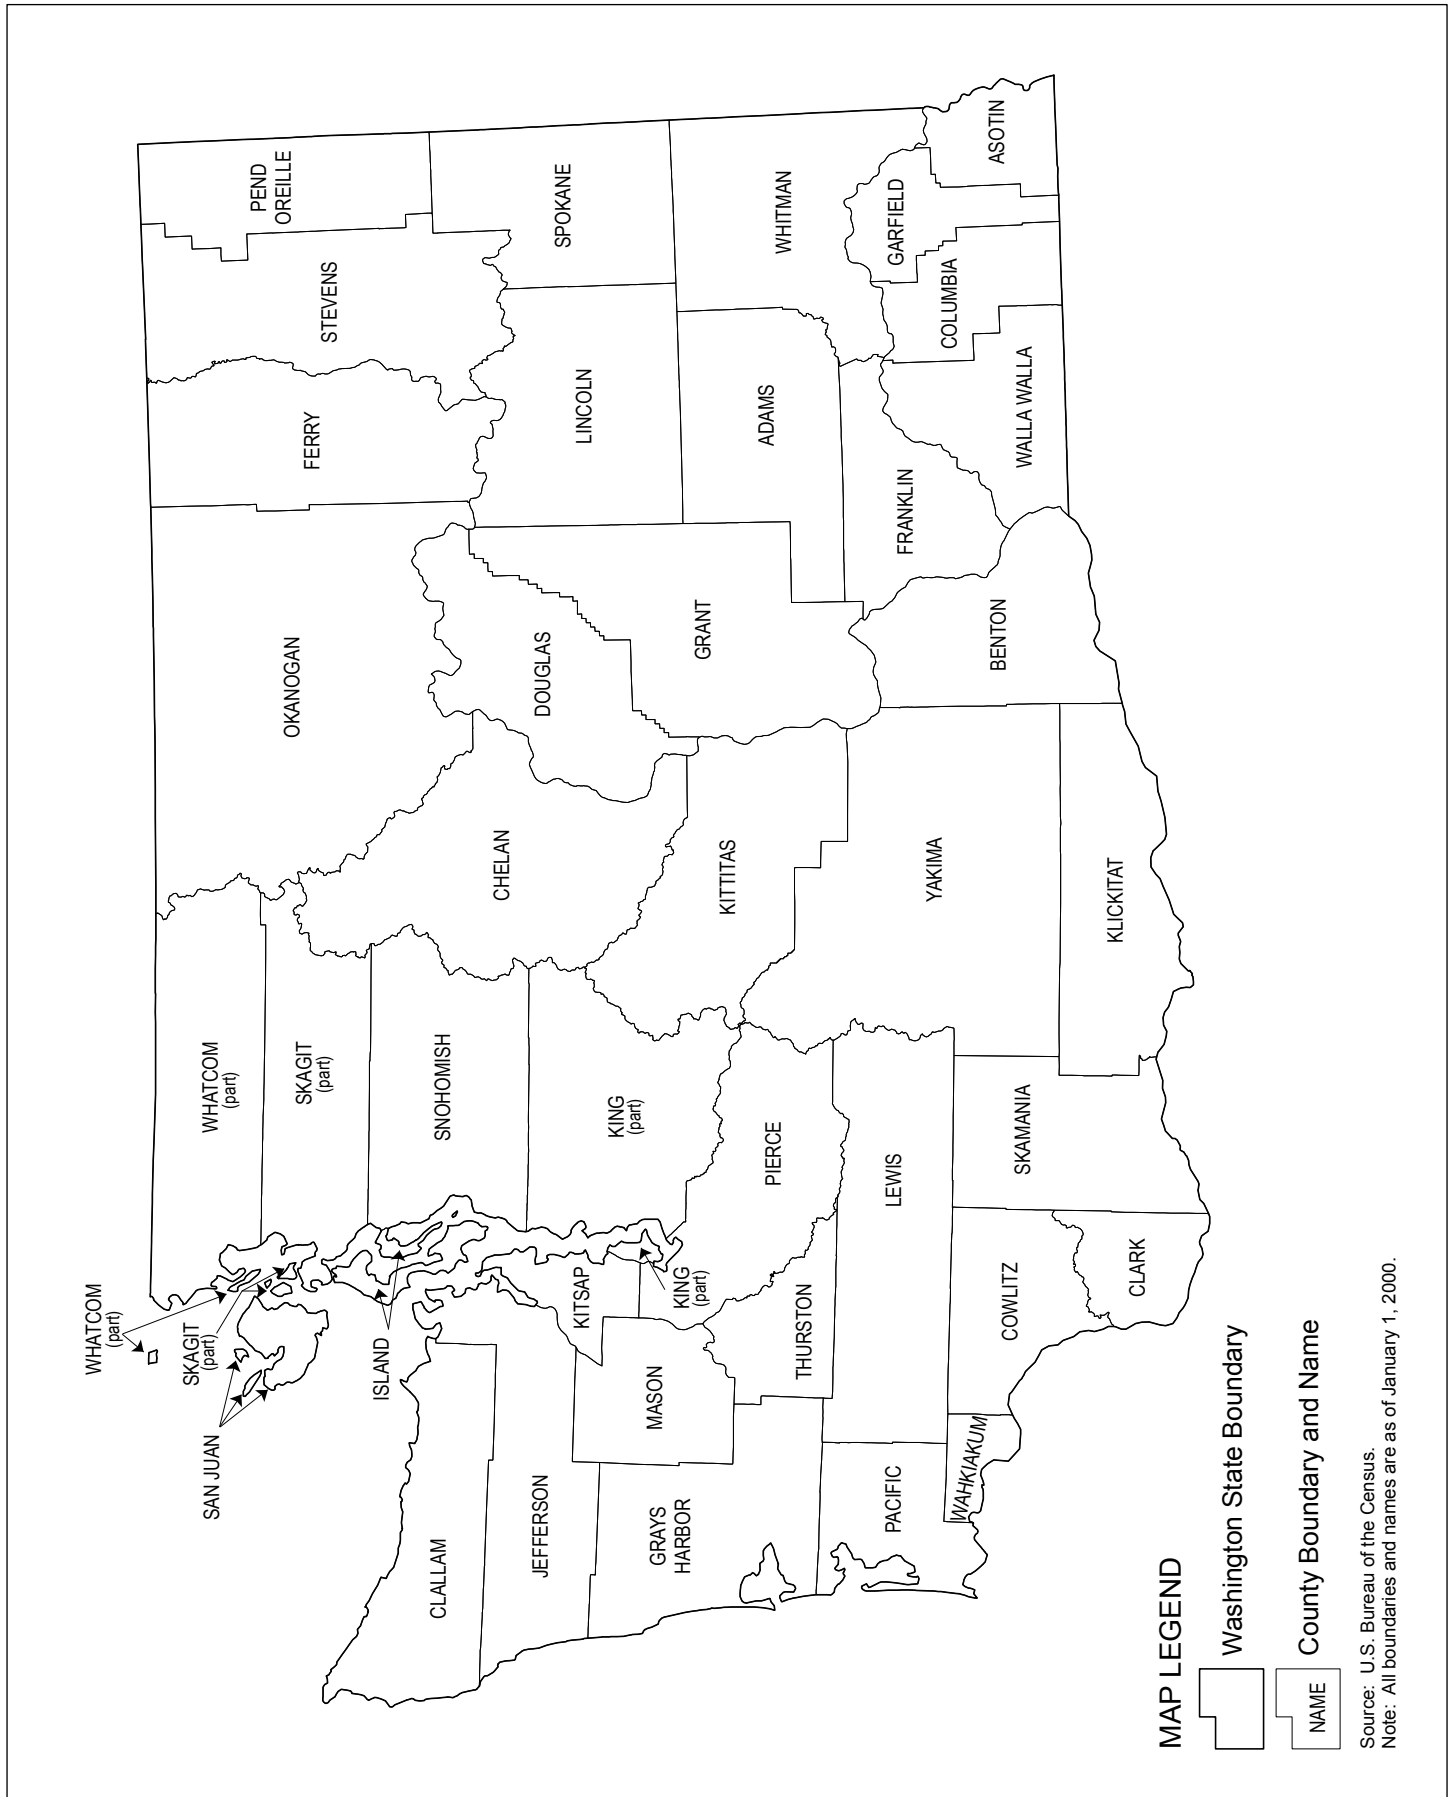 WHATCOM
(part)
SKAGIT
(part)
SAN JUAN
ISLAND
WHATCOM
(part)
SKAGIT
(part)
SNOHOMISH
KING
(part)
KING
(part)
CLALLAM
JEFFERSON
KITSAP
MASON
GRAYS
HARBOR
PACIFIC
WAHKIAKUM
THURSTON
PIERCE
LEWIS
COWLITZ
CLARK
SKAMANIA
OKANOGAN
CHELAN
DOUGLAS
KITTITAS
GRANT
YAKIMA
KLICKITAT
BENTON
FERRY
STEVENS
PEND
OREILLE
LINCOLN
SPOKANE
ADAMS
WHITMAN
FRANKLIN
WALLA WALLA
COLUMBIA
GARFIELD
ASOTIN
MAP LEGEND
Washington State Boundary
NAME
County Boundary and Name
Source: U.S. Bureau of the Census.
Note: All boundaries and names are as of January 1, 2000.